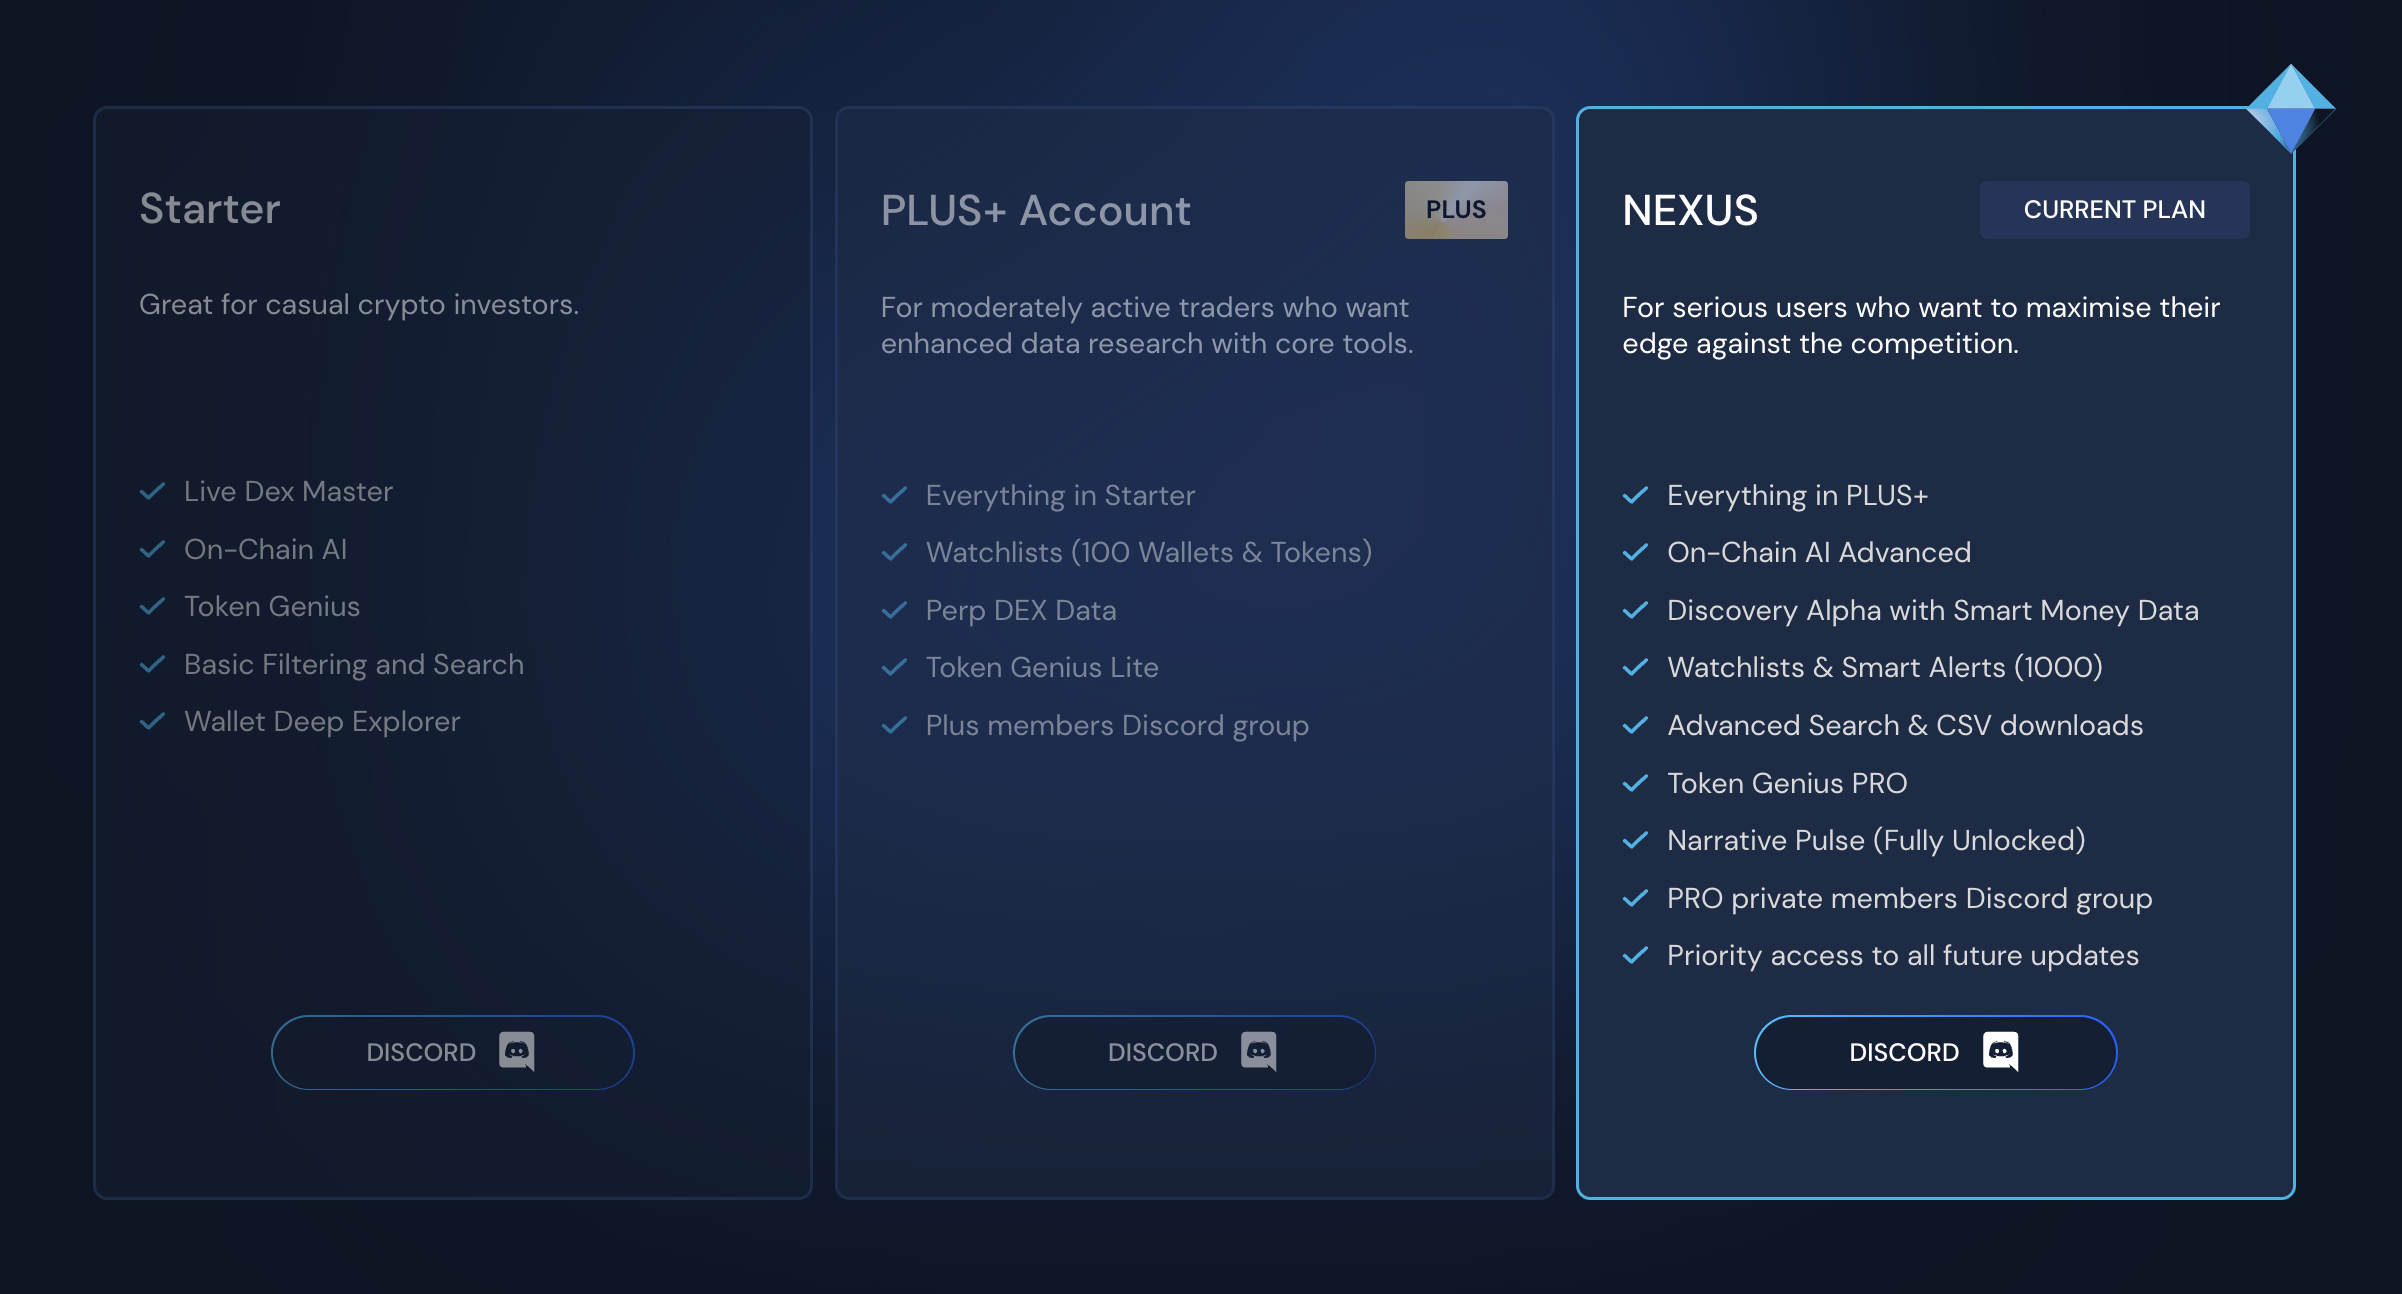 Starter
Great for casual crypto investors.
Live Dex Master
On-Chain AI
Token Genius
Basic Filtering and Search
Wallet Deep Explorer
DISCORD
PLUS+ Account
PLUS
For moderately active traders who want
enhanced data research with core tools.
Everything in Starter
Watchlists (100 Wallets & Tokens)
Perp DEX Data
Token Genius Lite
Plus members Discord group
DISCORD
NEXUS
CURRENT PLAN
For serious users who want to maximise their
edge against the competition.
Everything in PLUS+
On-Chain AI Advanced
Discovery Alpha with Smart Money Data
Watchlists & Smart Alerts (1000)
Advanced Search & CSV downloads
Token Genius PRO
Narrative Pulse (Fully Unlocked)
PRO private members Discord group
Priority access to all future updates
DISCORD